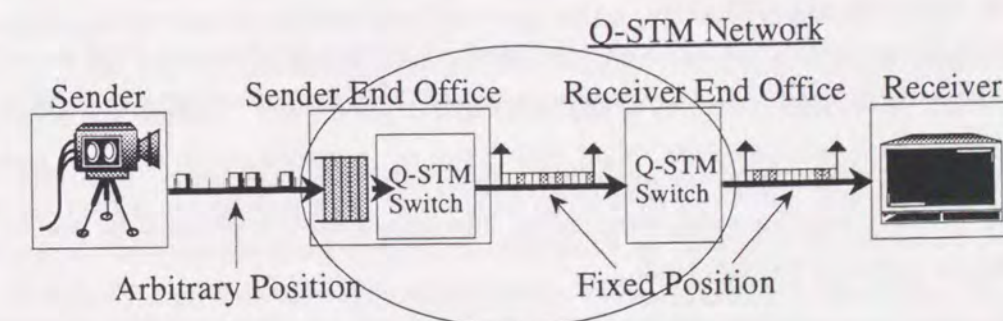 Q-STM Network
Sender
Sender End Office
Receiver End Office
Receiver
Q-STM
Switch
Q-STM
Switch
Arbitrary Position
Fixed Position